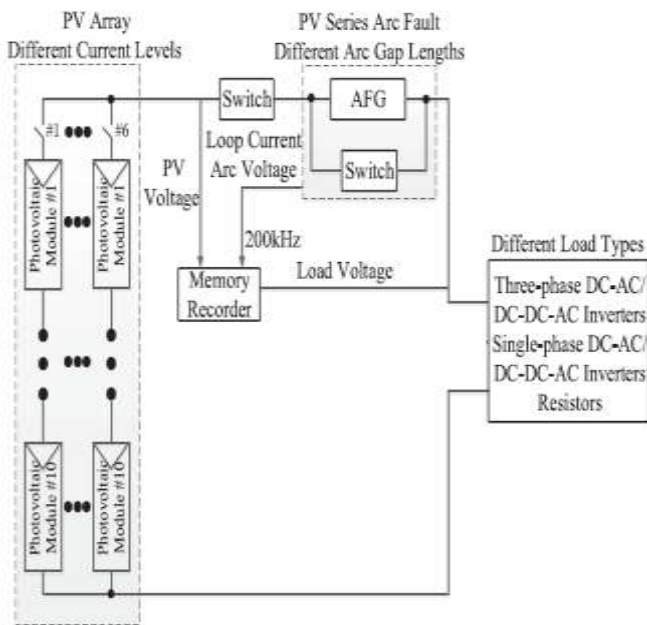 PV Array
Different Current Levels
PV Series Arc Fault
Different Arc Gap Lengths
Switch
AFG
Switch
#1
#6
Loop Current
Arc Voltage
PV
Voltage
200kHz
Photovoltaic
Module #1
Photovoltaic
Module #1
Memory
Recorder
Load Voltage
Different Load Types
Three-phase DC-AC/
DC-DC-AC Inverters
Single-phase DC-AC/
DC-DC-AC Inverters
Resistors
Photovoltaic
Module #10
Photovoltaic
Module #10